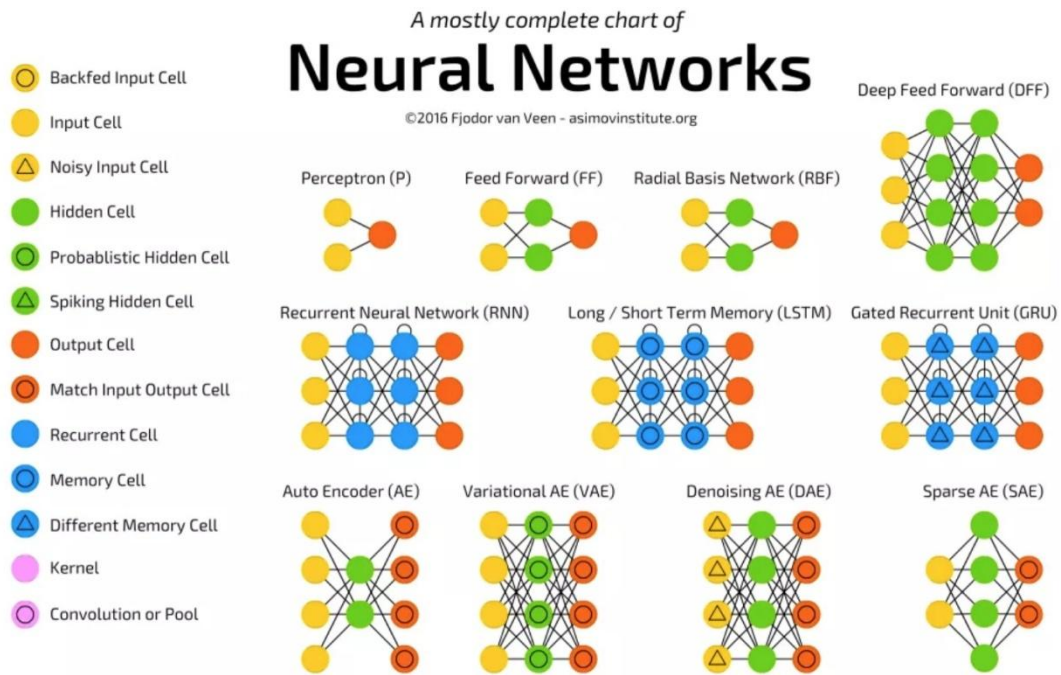 A mostly complete chart of
Neural Networks
©2016 Fjodor van Veen - asimovinstitute.org
Backfed Input Cell
Input Cell
Noisy Input Cell
Hidden Cell
Probablistic Hidden Cell
Spiking Hidden Cell
Output Cell
Match Input Output Cell
Recurrent Cell
Memory Cell
Different Memory Cell
Kernel
Convolution or Pool
Perceptron (P)
Feed Forward (FF)
Radial Basis Network (RBF)
Deep Feed Forward (DFF)
Recurrent Neural Network (RNN)
Long / Short Term Memory (LSTM)
Gated Recurrent Unit (GRU)
Auto Encoder (AE)
Variational AE (VAE)
Denoising AE (DAE)
Sparse AE (SAE)